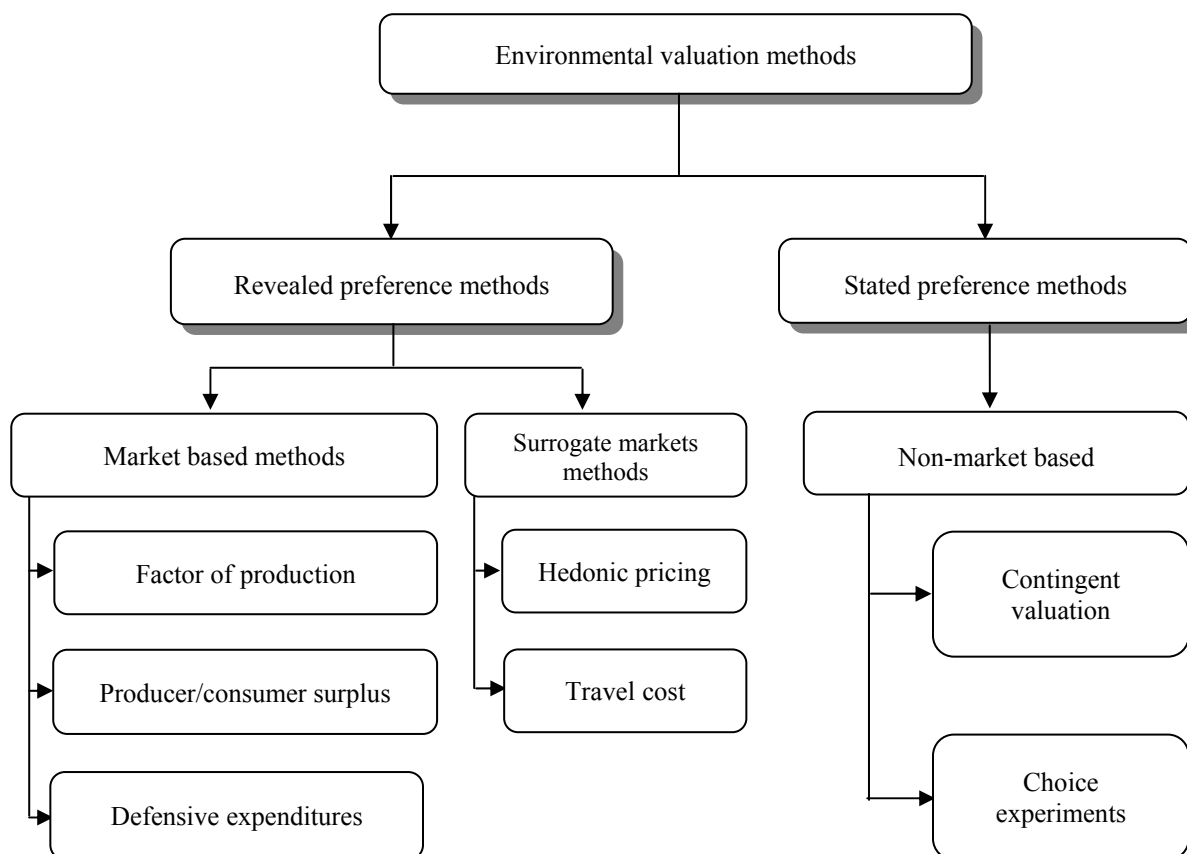 Environmental valuation methods
Revealed preference methods
Stated preference methods
Market based methods
Surrogate markets
methods
Non-market based
Factor of production
Hedonic pricing
Contingent
valuation
Producer/consumer surplus
Travel cost
Defensive expenditures
Choice
experiments